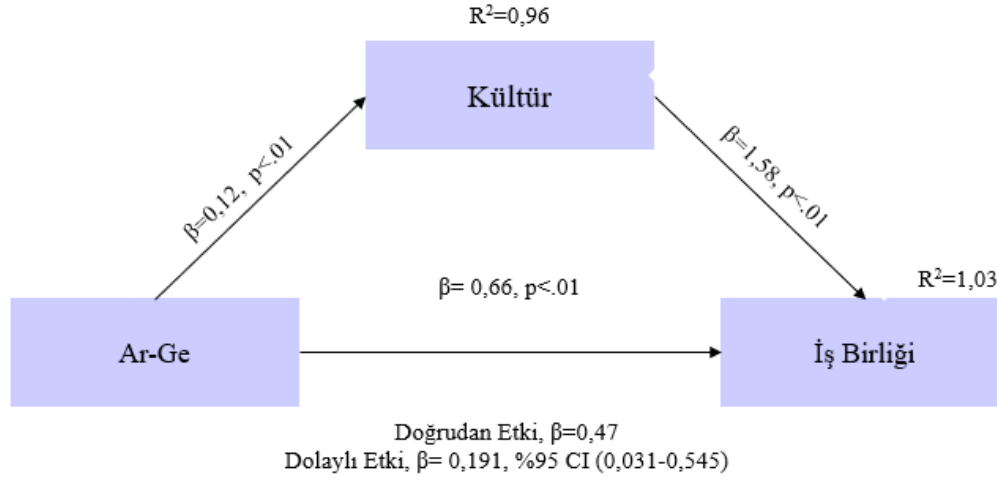 R²=0,96
Kültür
β=0,12, p<.01
β=1,58, p<.01
β= 0,66, p<.01
R²=1,03
Ar-Ge
İş Birliği
Doğrudan Etki, β=0,47
Dolaylı Etki, β= 0,191, %95 CI (0,031-0,545)